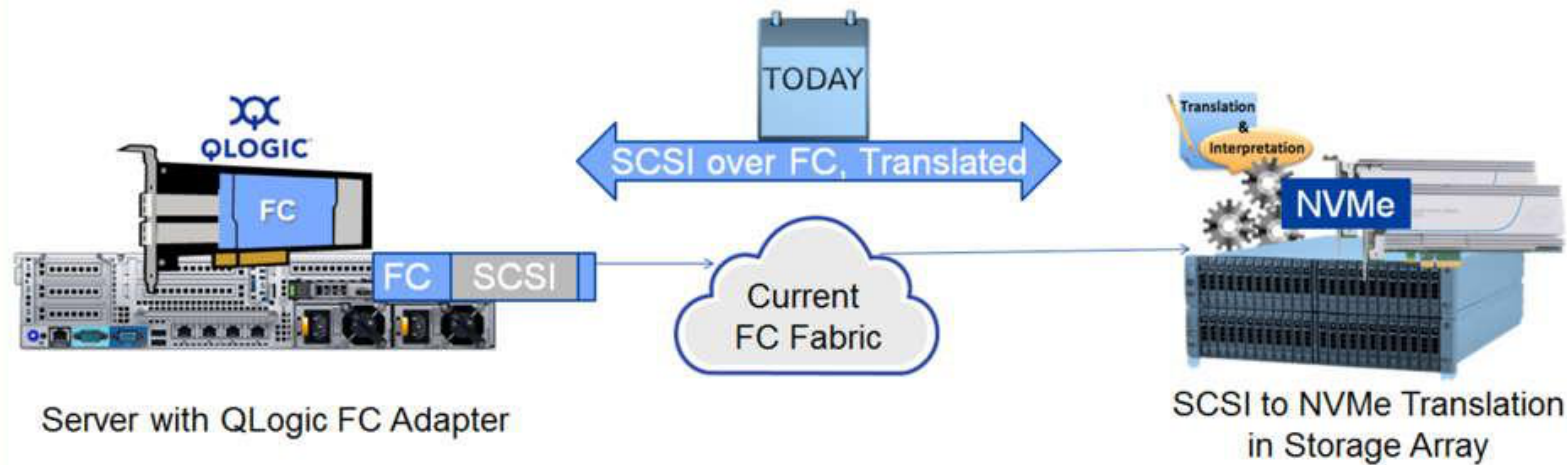 TODAY
SCSI over FC, Translated
QLOGIC
FC
FC SCSI
Server with QLogic FC Adapter
Current
FC Fabric
Translation
&
Interpretation
NVMe
SCSI to NVMe Translation
in Storage Array